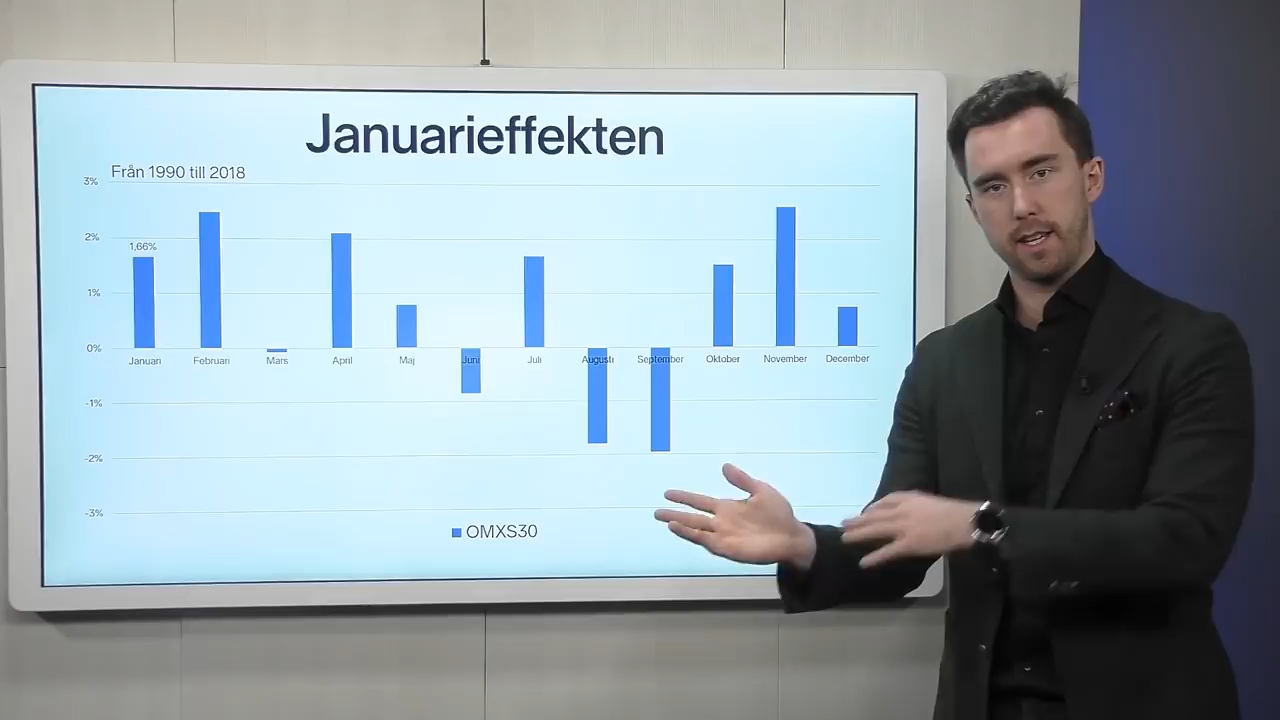 Januarieffekten
Från 1990 till 2018
3%
2%
1%
0%
-1%
-2%
-3%
1,66%
Januari Februari Mars April Maj Juni Juli Augusti September Oktober November December
OMXS30